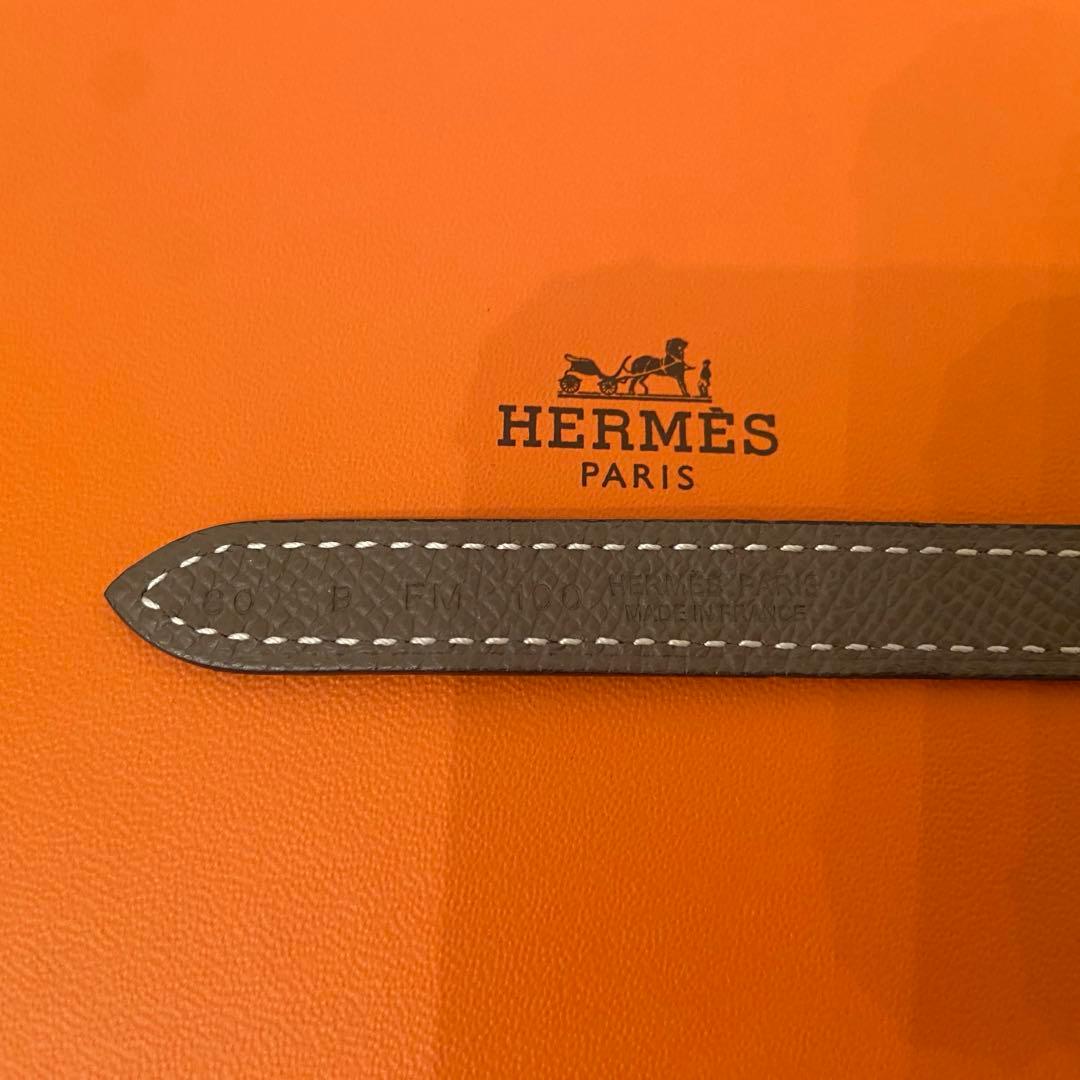 HERMÈS
PARIS
80 B FM 100 HERMÈS PARIS
MADE IN FRANCE